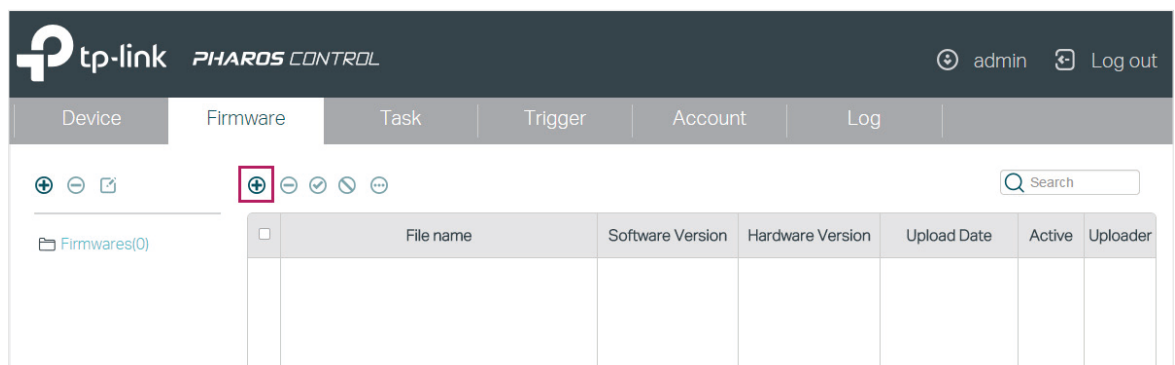 tp-link PHAROS CONTROL admin Log out
Device Firmware Task Trigger Account Log
Search
Firmwares(0)
File name Software Version Hardware Version Upload Date Active Uploader